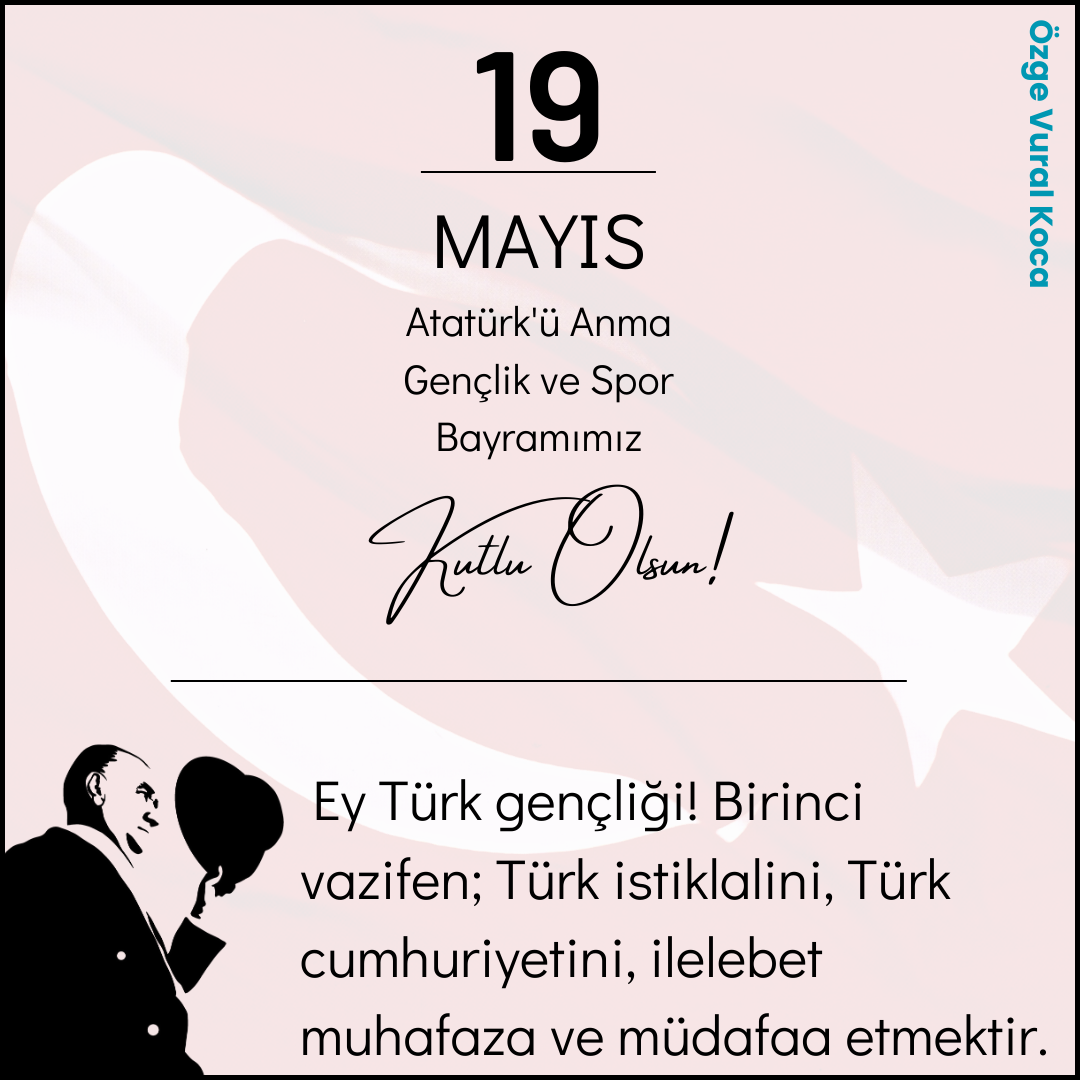 19
MAYIS
Atatürk'ü Anma
Gençlik ve Spor
Bayramımız
Kutlu Olsun!
Ey Türk gençliği! Birinci
vazifen; Türk istiklalini, Türk
cumhuriyetini, ilelebet
muhafaza ve müdafaa etmektir.
Özge Vural Koca